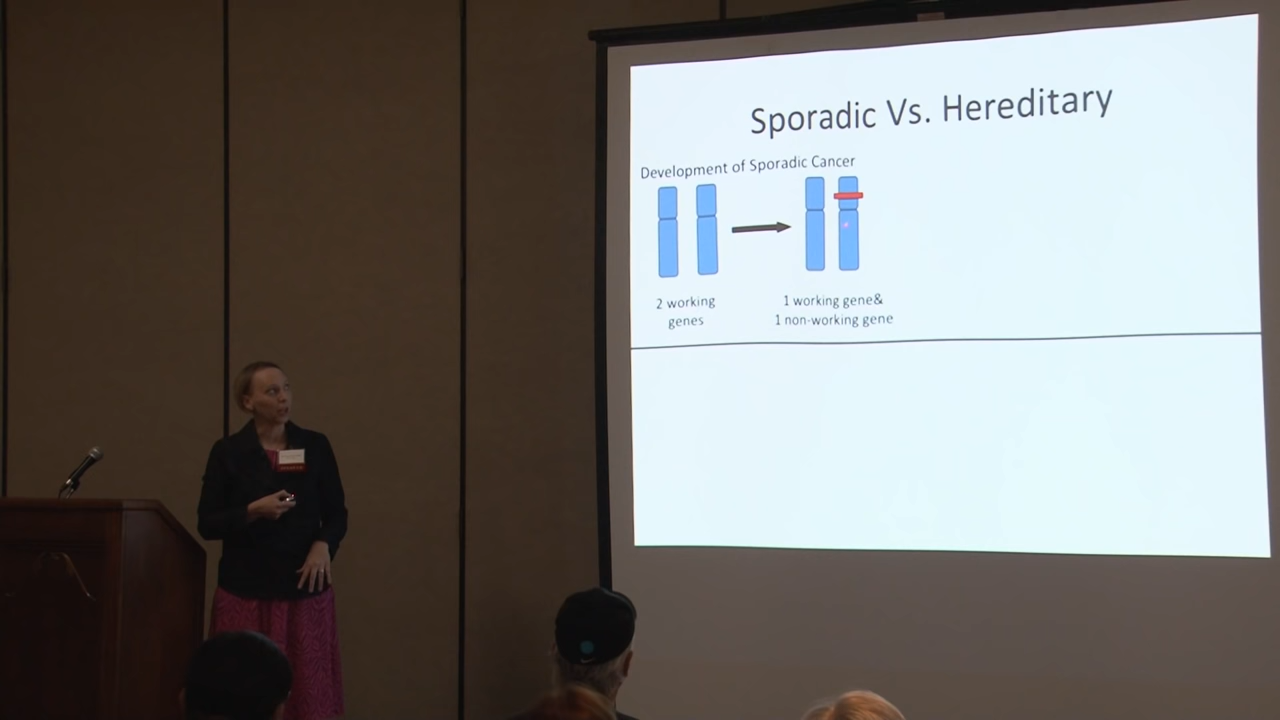 Sporadic Vs. Hereditary
Development of Sporadic Cancer
2 working
genes
1 working gene&
1 non-working gene